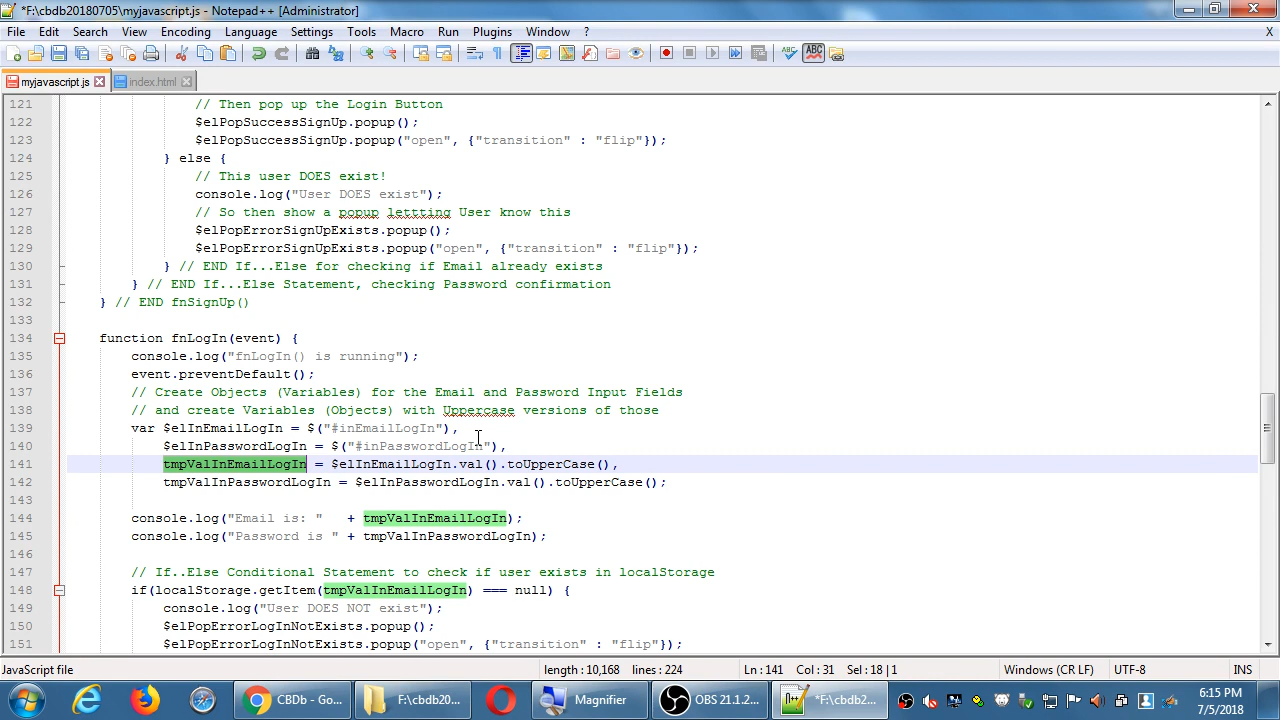 *F:\cbdb20180705\myjavascript.js - Notepad++ [Administrator]
File Edit Search View Encoding Language Settings Tools Macro Run Plugins Window ? X
myjavascript.js index.html
121 // Then pop up the Login Button
122 $elPopSuccessSignUp.popup();
123 $elPopSuccessSignUp.popup("open", {"transition" : "flip"});
124 } else {
125 // This user DOES exist!
126 console.log("User DOES exist");
127 // So then show a popup lettting User know this
128 $elPopErrorSignUpExists.popup();
129 $elPopErrorSignUpExists.popup("open", {"transition" : "flip"});
130 } // END If...Else for checking if Email already exists
131 } // END If...Else Statement, checking Password confirmation
132 } // END fnSignUp()
133
134 function fnLogIn(event) {
135 console.log("fnLogIn() is running");
136 event.preventDefault();
137 // Create Objects (Variables) for the Email and Password Input Fields
138 // and create Variables (Objects) with Uppercase versions of those
139 var $elInEmailLogIn = $("#inEmailLogIn"),
140 $elInPasswordLogIn = $("#inPasswordLogIn"),
141 tmpValInEmailLogIn = $elInEmailLogIn.val().toUpperCase(),
142 tmpValInPasswordLogIn = $elInPasswordLogIn.val().toUpperCase();
143
144 console.log("Email is: " + tmpValInEmailLogIn);
145 console.log("Password is " + tmpValInPasswordLogIn);
146
147 // If..Else Conditional Statement to check if user exists in localStorage
148 if(localStorage.getItem(tmpValInEmailLogIn) === null) {
149 console.log("User DOES NOT exist");
150 $elPopErrorLogInNotExists.popup();
151 $elPopErrorLogInNotExists.popup("open", {"transition" : "flip"});
JavaScript file length : 10,168 lines : 224 Ln : 141 Col : 31 Sel : 18 | 1 Windows (CR LF) UTF-8 INS
CBDb - Go... F:\cbdb20... Magnifier OBS 21.1.2... *F:\cbdb2... 6:15 PM
7/5/2018